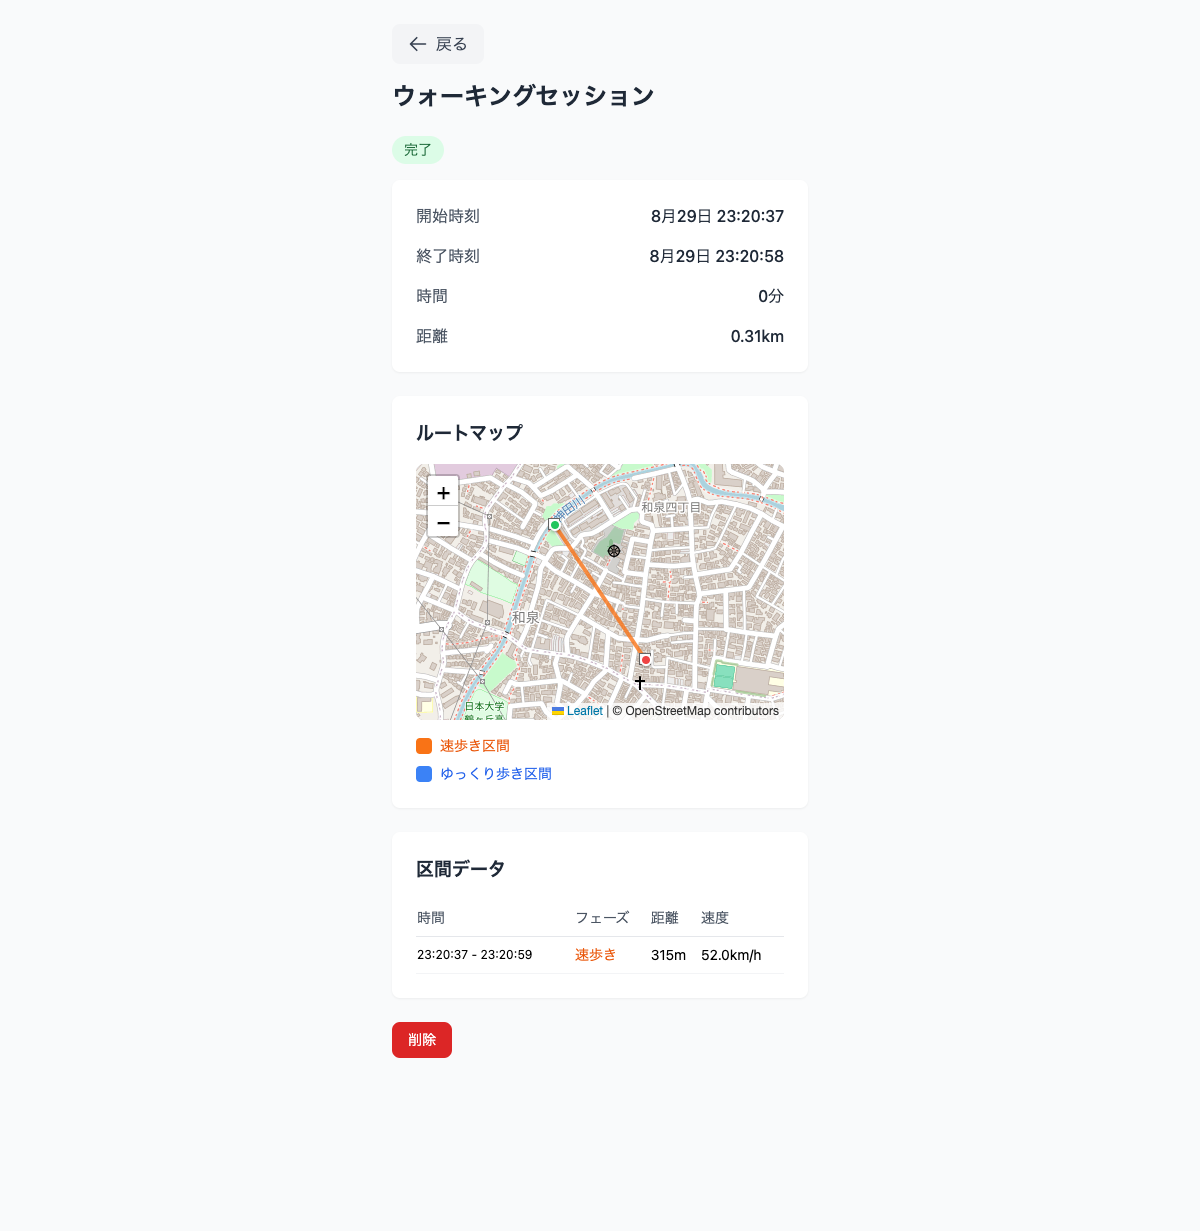 ← 戻る
ウォーキングセッション
完了
開始時刻 8月29日 23:20:37
終了時刻 8月29日 23:20:58
時間 0分
距離 0.31km
ルートマップ
+
−
神田川
和泉四丁目
和泉
日本大学
鶴ヶ丘高
Leaflet | © OpenStreetMap contributors
速歩き区間
ゆっくり歩き区間
区間データ
時間 フェーズ 距離 速度
23:20:37 - 23:20:59 速歩き 315m 52.0km/h
削除